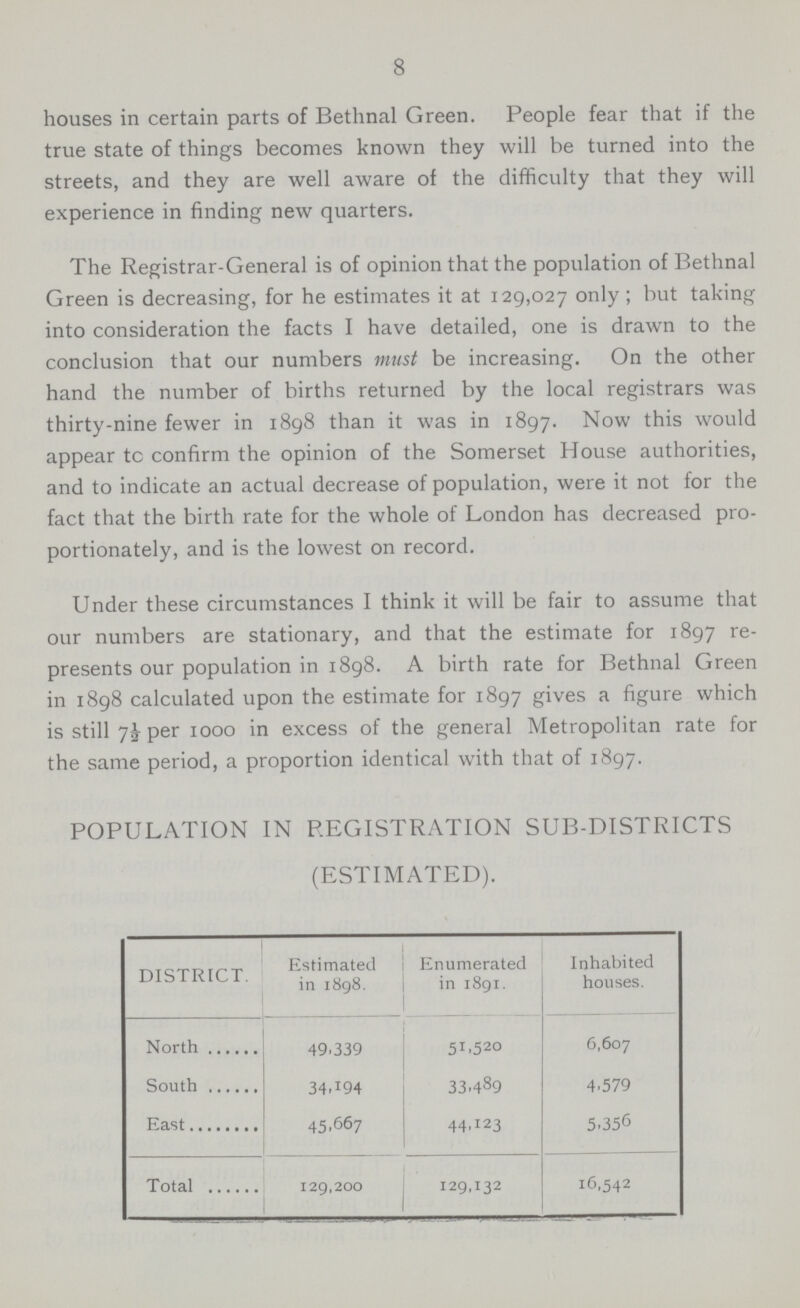 8
houses in certain parts of Bethnal Green. People fear that if the
true state of things becomes known they will be turned into the
streets, and they are well aware of the difficulty that they will
experience in finding new quarters.
The Registrar-General is of opinion that the population of Bethnal
Green is decreasing, for he estimates it at 129,027 only; but taking
into consideration the facts I have detailed, one is drawn to the
conclusion that our numbers must be increasing. On the other
hand the number of births returned by the local registrars was
thirty-nine fewer in 1898 than it was in 1897. Now this would
appear tc confirm the opinion of the Somerset House authorities,
and to indicate an actual decrease of population, were it not for the
fact that the birth rate for the whole of London has decreased pro-
portionately, and is the lowest on record.
Under these circumstances I think it will be fair to assume that
our numbers are stationary, and that the estimate for 1897 re-
presents our population in 1898. A birth rate for Bethnal Green
in 1898 calculated upon the estimate for 1897 gives a figure which
is still 7½ per 1000 in excess of the general Metropolitan rate for
the same period, a proportion identical with that of 1897.
POPULATION IN REGISTRATION SUB-DISTRICTS
(ESTIMATED).
DISTRICT. Estimated in 1898. Enumerated in 1891. Inhabited houses.
North ...... 49,339 51,520 6,607
South ...... 34,194 33,489 4,579
East ........ 45,667 44,123 5,356
Total ...... 129,200 129,132 16,542